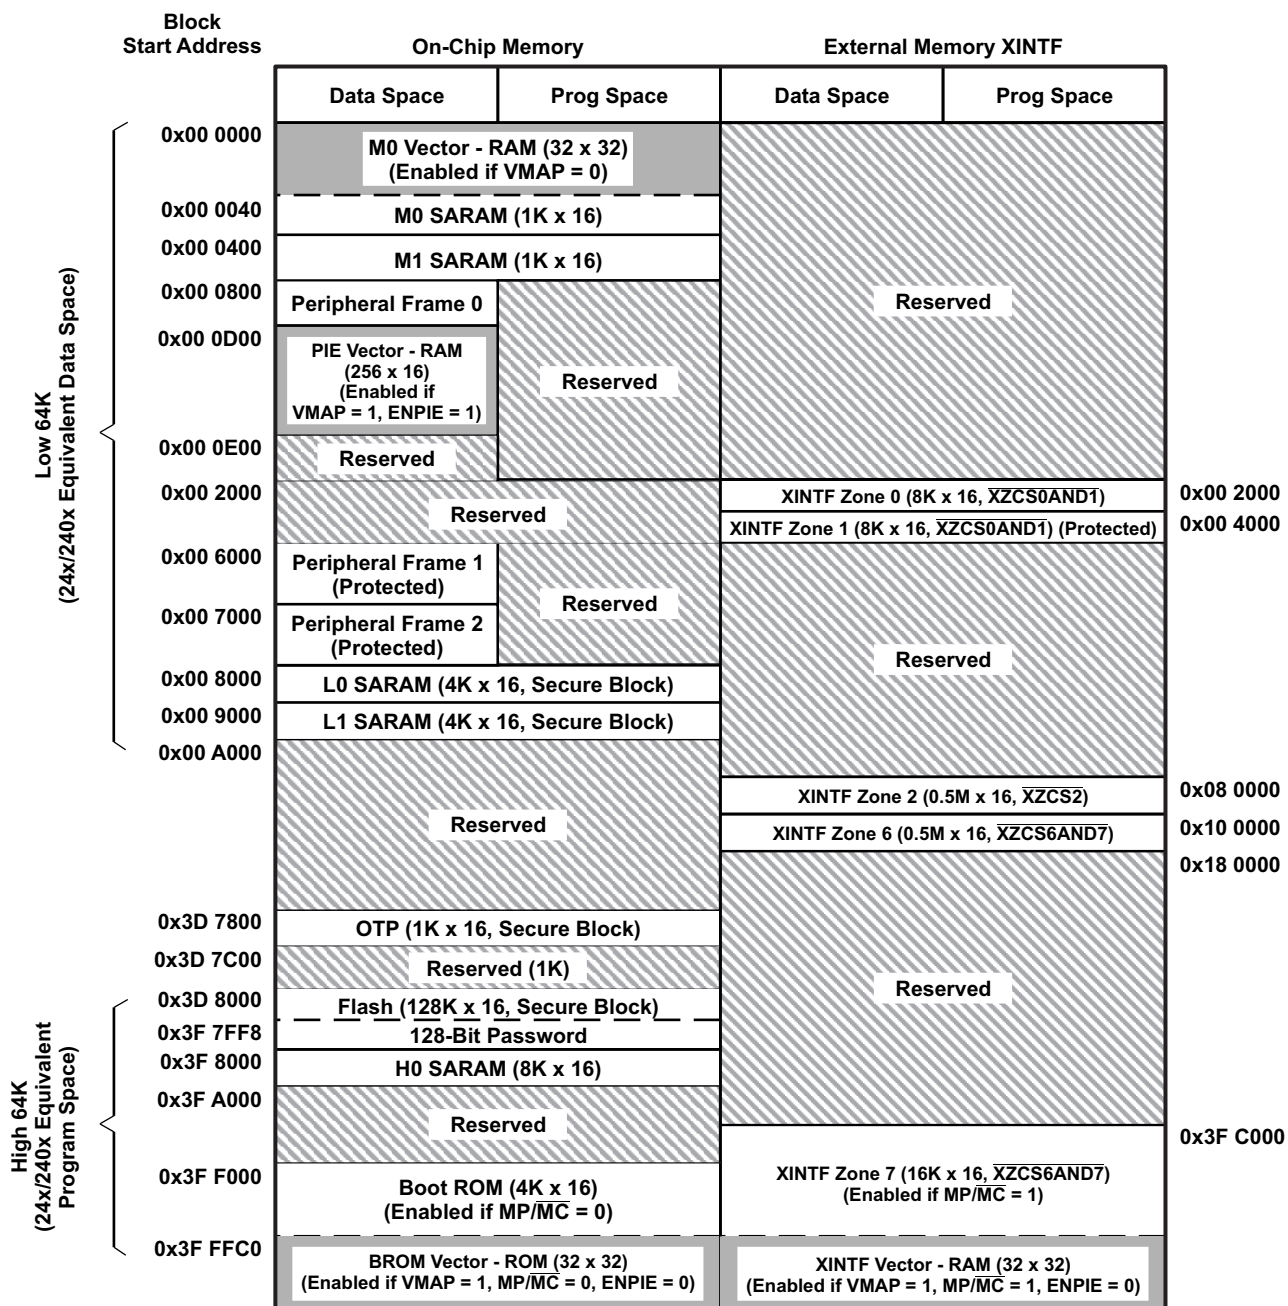 Block
Start Address
On-Chip Memory
External Memory XINTF
Data Space
Prog Space
Data Space
Prog Space
Low 64K
(24x/240x Equivalent Data Space)
0x00 0000
M0 Vector - RAM (32 x 32)
(Enabled if VMAP = 0)
0x00 0040
M0 SARAM (1K x 16)
0x00 0400
M1 SARAM (1K x 16)
0x00 0800
Peripheral Frame 0
Reserved
0x00 0D00
PIE Vector - RAM
(256 x 16)
(Enabled if
VMAP = 1, ENPIE = 1)
Reserved
0x00 0E00
Reserved
0x00 2000
Reserved
XINTF Zone 0 (8K x 16, XZCS0AND1)
0x00 2000
XINTF Zone 1 (8K x 16, XZCS0AND1) (Protected)
0x00 4000
0x00 6000
Peripheral Frame 1
(Protected)
Reserved
0x00 7000
Peripheral Frame 2
(Protected)
Reserved
0x00 8000
L0 SARAM (4K x 16, Secure Block)
0x00 9000
L1 SARAM (4K x 16, Secure Block)
0x00 A000
Reserved
XINTF Zone 2 (0.5M x 16, XZCS2)
0x08 0000
XINTF Zone 6 (0.5M x 16, XZCS6AND7)
0x10 0000
0x18 0000
High 64K
(24x/240x Equivalent
Program Space)
0x3D 7800
OTP (1K x 16, Secure Block)
0x3D 7C00
Reserved (1K)
Reserved
0x3D 8000
Flash (128K x 16, Secure Block)
0x3F 7FF8
128-Bit Password
0x3F 8000
H0 SARAM (8K x 16)
0x3F A000
Reserved
0x3F C000
0x3F F000
Boot ROM (4K x 16)
(Enabled if MP/MC = 0)
XINTF Zone 7 (16K x 16, XZCS6AND7)
(Enabled if MP/MC = 1)
0x3F FFC0
BROM Vector - ROM (32 x 32)
(Enabled if VMAP = 1, MP/MC = 0, ENPIE = 0)
XINTF Vector - RAM (32 x 32)
(Enabled if VMAP = 1, MP/MC = 1, ENPIE = 0)